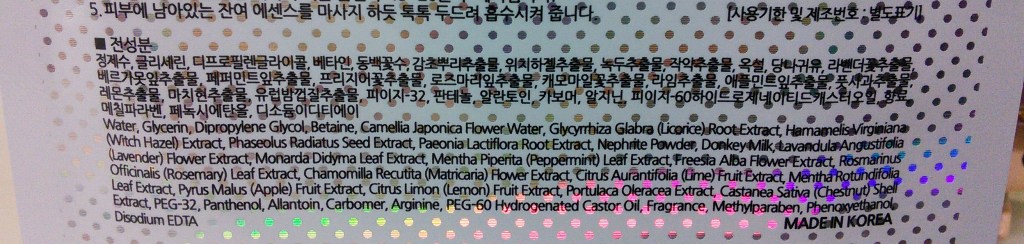 5. 피부에 남아있는 잔여 에센스를 마사지 하듯 톡톡 두드려 흡수시켜 줍니다. [사용기한 및 제조번호 : 별도표기]
■ 전성분
정제수, 글리세린, 디프로필렌글라이콜, 베타인, 동백꽃수, 감초뿌리추출물, 위치하젤추출물, 녹두추출물, 작약추출물, 옥설, 당나귀유, 라벤더꽃추출물,
베르가못잎추출물, 페퍼민트잎추출물, 프리지어꽃추출물, 로즈마리잎추출물, 캐모마일꽃추출물, 라임추출물, 애플민트잎추출물, 풋사과추출물,
레몬추출물, 마치현추출물, 유럽밤껍질추출물, 피이지-32, 판테놀, 알란토인, 카보머, 알지닌, 피이지-60하이드로제네이티드캐스터오일, 향료,
메칠파라벤, 페녹시에탄올, 디소듐이디티에이
Water, Glycerin, Dipropylene Glycol, Betaine, Camellia Japonica Flower Water, Glycyrrhiza Glabra (Licorice) Root Extract, Hamamelis Virginiana
(Witch Hazel) Extract, Phaseolus Radiatus Seed Extract, Paeonia Lactiflora Root Extract, Nephrite Powder, Donkey Milk, Lavandula Angustifolia
(Lavender) Flower Extract, Monarda Didyma Leaf Extract, Mentha Piperita (Peppermint) Leaf Extract, Freesia Alba Flower Extract, Rosmarinus
Officinalis (Rosemary) Leaf Extract, Chamomilla Recutita (Matricaria) Flower Extract, Citrus Aurantifolia (Lime) Fruit Extract, Mentha Rotundifolia
Leaf Extract, Pyrus Malus (Apple) Fruit Extract, Citrus Limon (Lemon) Fruit Extract, Portulaca Oleracea Extract, Castanea Sativa (Chestnut) Shell
Extract, PEG-32, Panthenol, Allantoin, Carbomer, Arginine, PEG-60 Hydrogenated Castor Oil, Fragrance, Methylparaben, Phenoxyethanol,
Disodium EDTA MADE IN KOREA